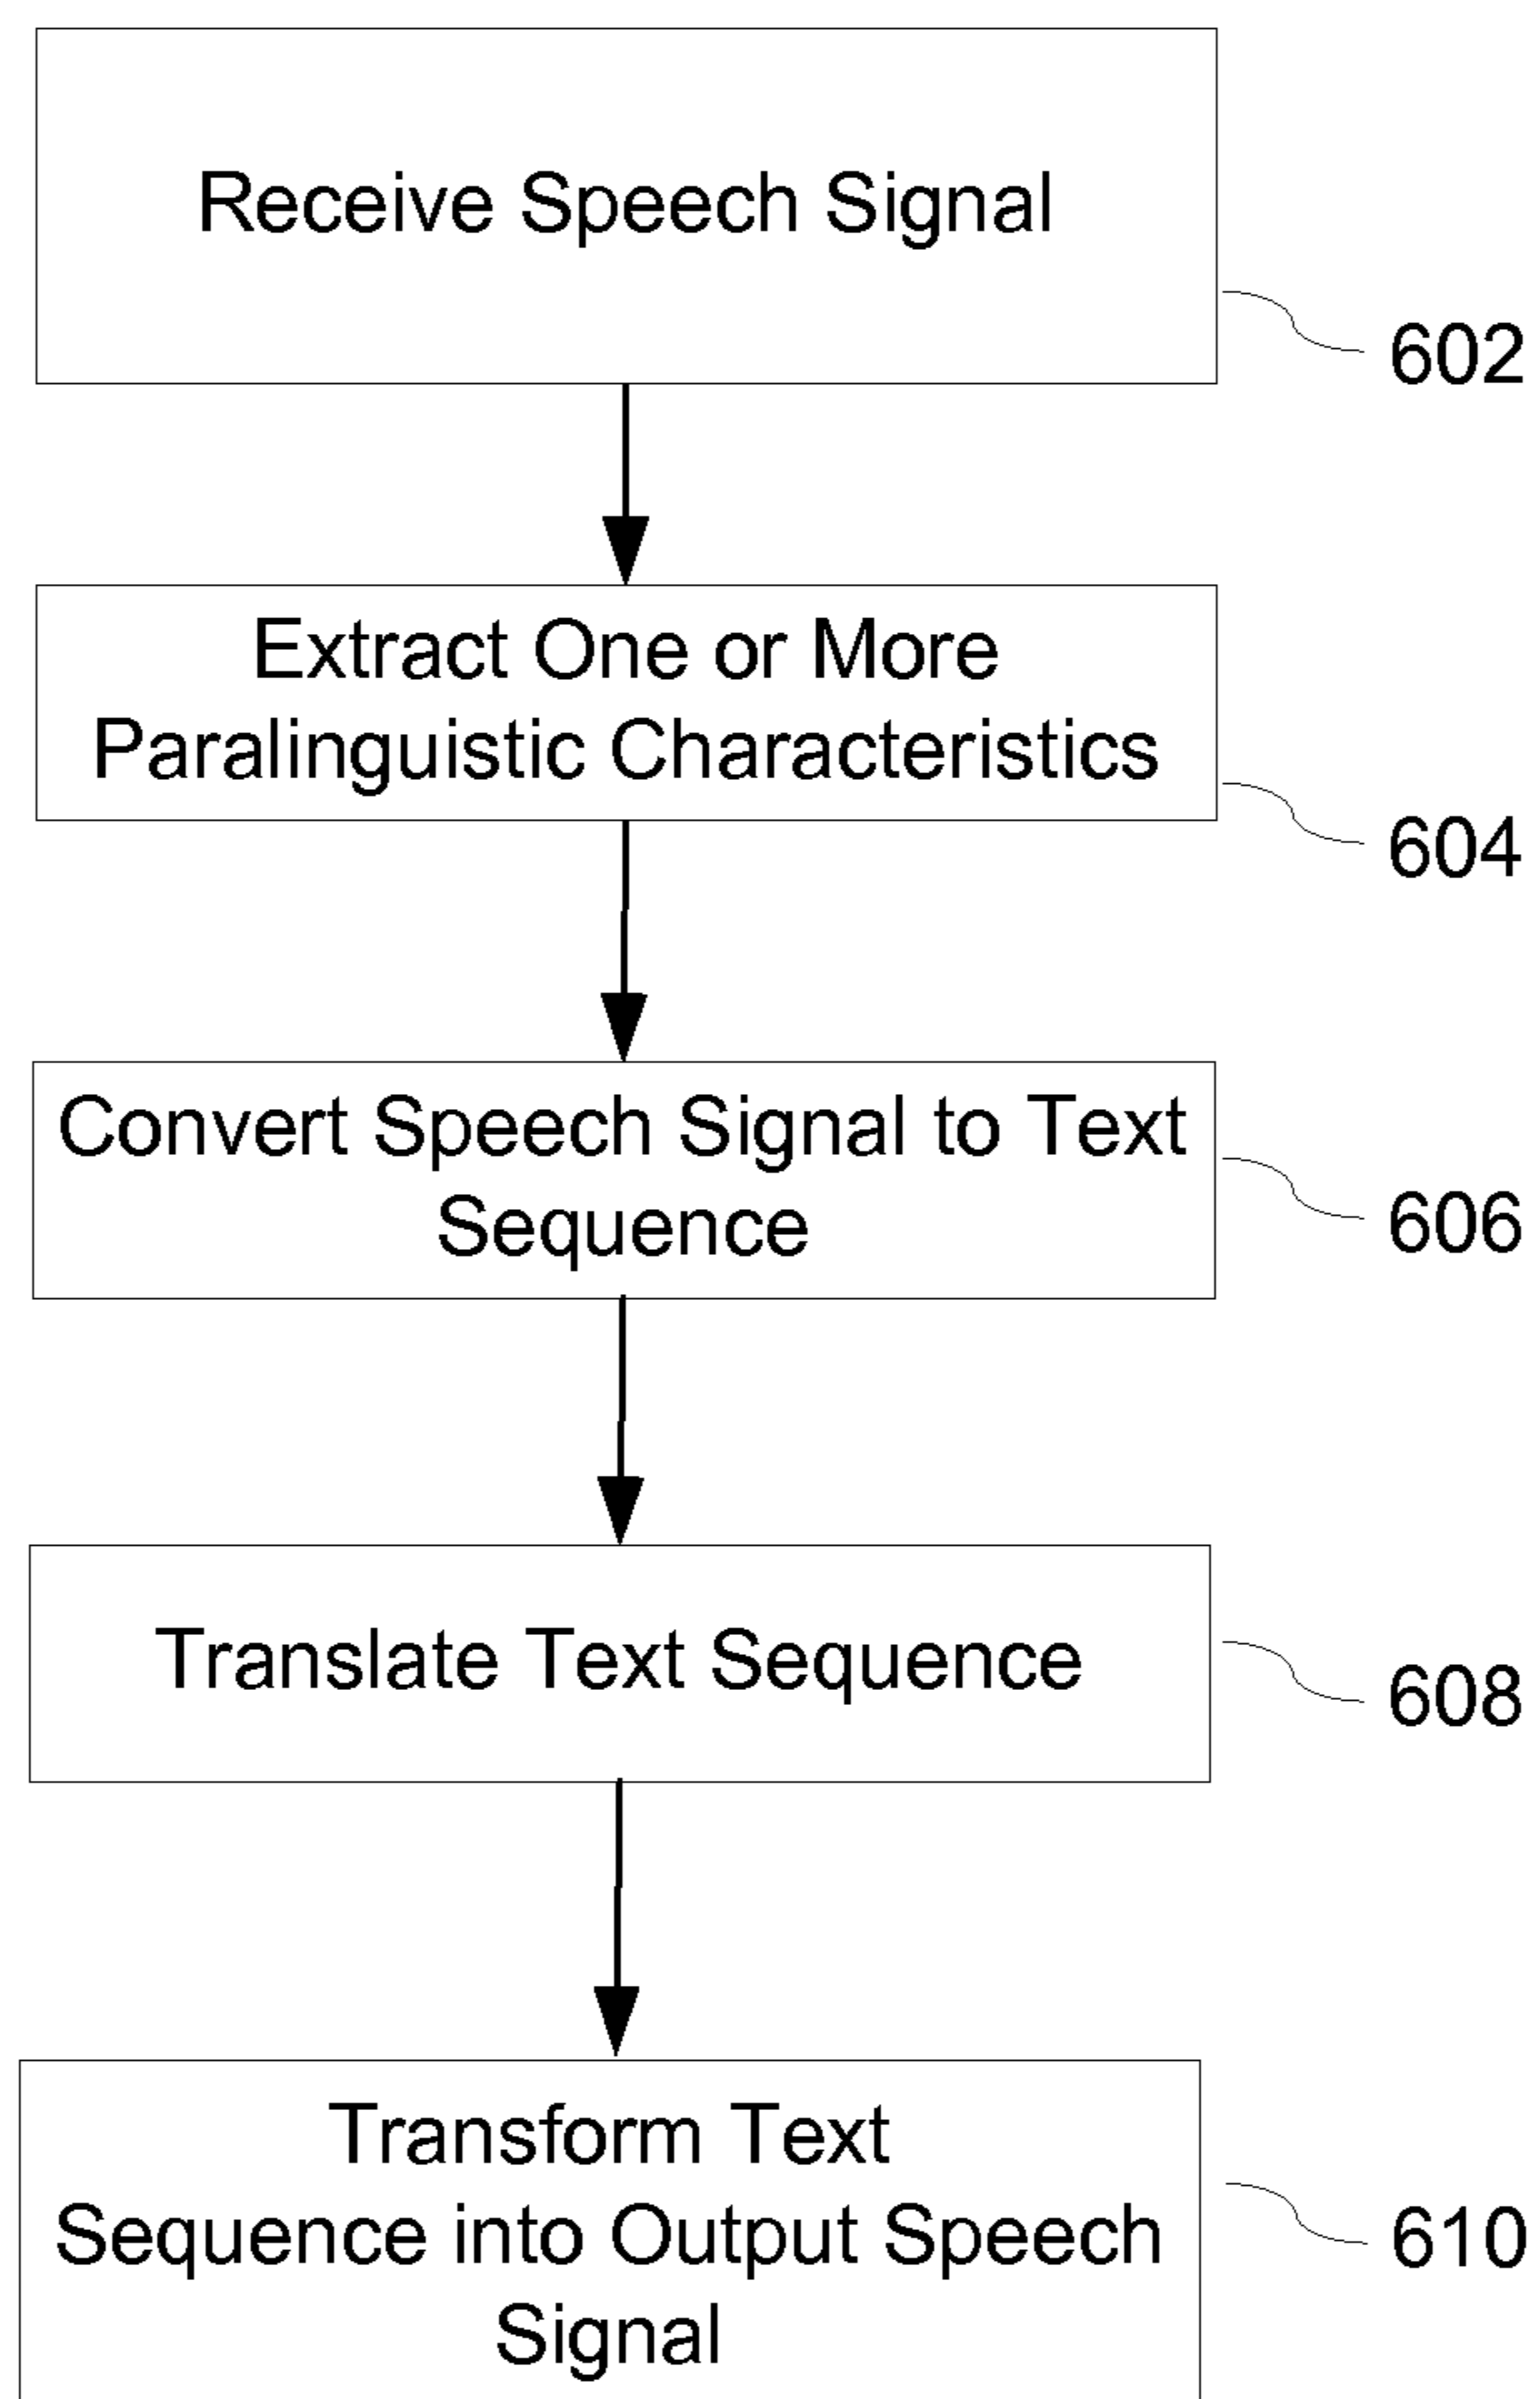 Receive Speech Signal
602
Extract One or More
Paralinguistic Characteristics
604
Convert Speech Signal to Text
Sequence
606
Translate Text Sequence
608
Transform Text
Sequence into Output Speech
Signal
610